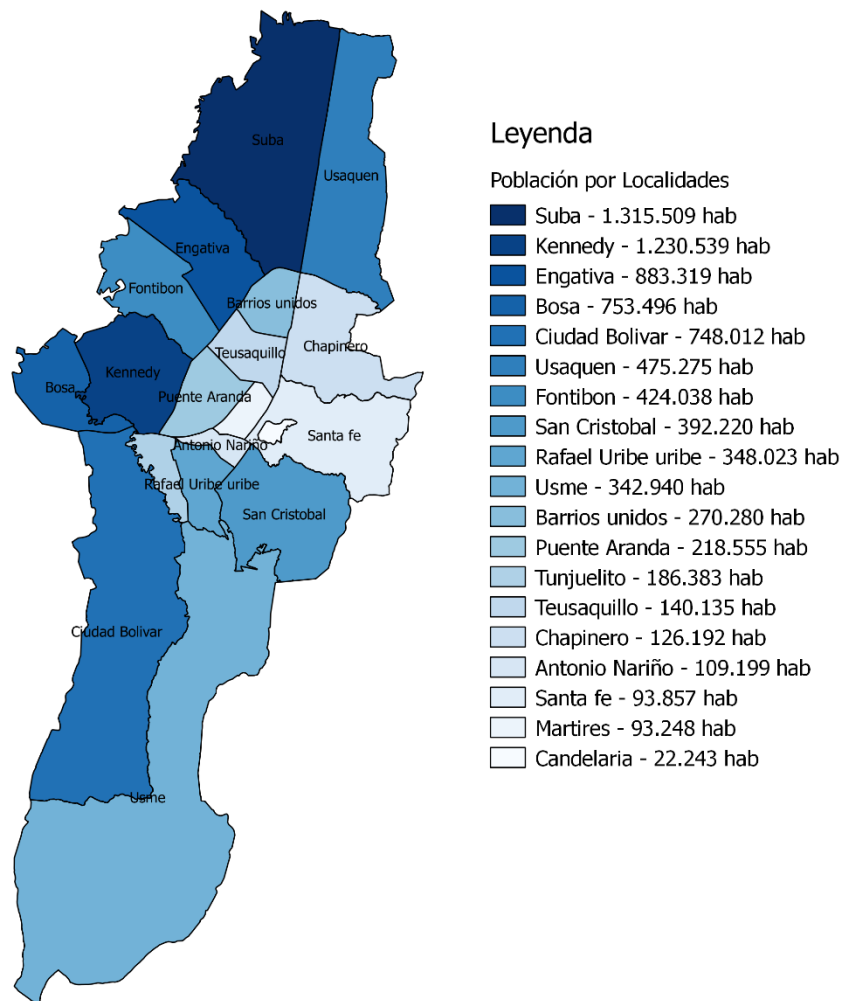 Suba
Usaquen
Engativa
Fontibon
Barrios unidos
Teusaquillo
Chapinero
Kennedy
Bosa
Puente Aranda
Antonio Nariño
Santa fe
Rafael Uribe uribe
San Cristobal
Ciudad Bolivar
Usme
Leyenda
Población por Localidades
Suba - 1.315.509 hab
Kennedy - 1.230.539 hab
Engativa - 883.319 hab
Bosa - 753.496 hab
Ciudad Bolivar - 748.012 hab
Usaquen - 475.275 hab
Fontibon - 424.038 hab
San Cristobal - 392.220 hab
Rafael Uribe uribe - 348.023 hab
Usme - 342.940 hab
Barrios unidos - 270.280 hab
Puente Aranda - 218.555 hab
Tunjuelito - 186.383 hab
Teusaquillo - 140.135 hab
Chapinero - 126.192 hab
Antonio Nariño - 109.199 hab
Santa fe - 93.857 hab
Martires - 93.248 hab
Candelaria - 22.243 hab